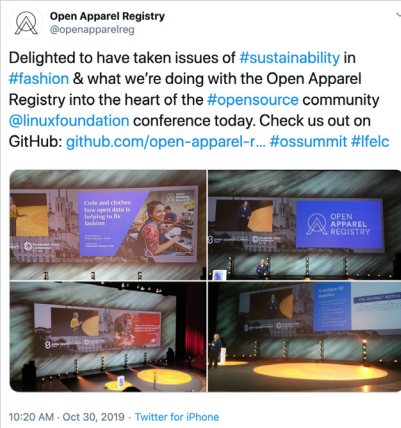 Open Apparel Registry
@openapparelreg
Delighted to have taken issues of #sustainability in
#fashion & what we're doing with the Open Apparel
Registry into the heart of the #opensource community
@linuxfoundation conference today. Check us out on
GitHub: github.com/open-apparel-r... #ossummit #lfelc
Code and clothes:
how open data is
helping to fix
fashion
OPEN
APPAREL
REGISTRY
10:20 AM · Oct 30, 2019 · Twitter for iPhone